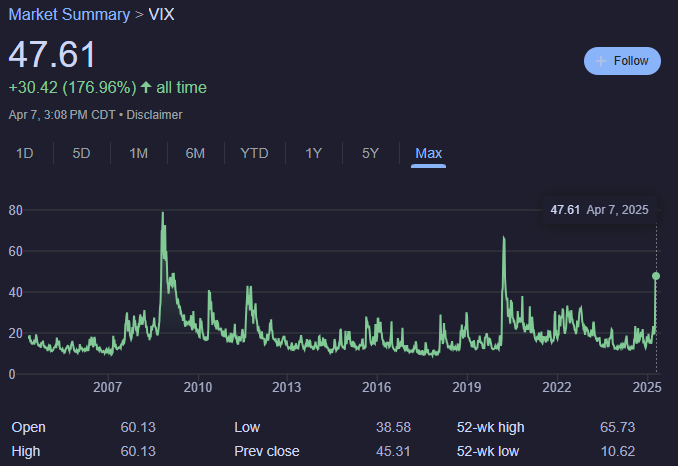 Market Summary > VIX
47.61
+30.42 (176.96%) ↑ all time
+ Follow
Apr 7, 3:08 PM CDT • Disclaimer
1D 5D 1M 6M YTD 1Y 5Y Max
47.61 Apr 7, 2025
80
60
40
20
0
2007 2010 2013 2016 2019 2022 2025
Open 60.13 Low 38.58 52-wk high 65.73
High 60.13 Prev close 45.31 52-wk low 10.62